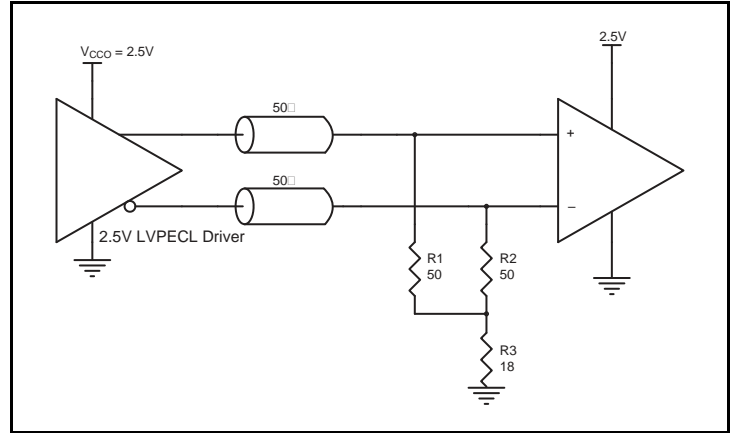 V_CCO = 2.5V
2.5V
50□
+
50□
−
2.5V LVPECL Driver
R1
50
R2
50
R3
18